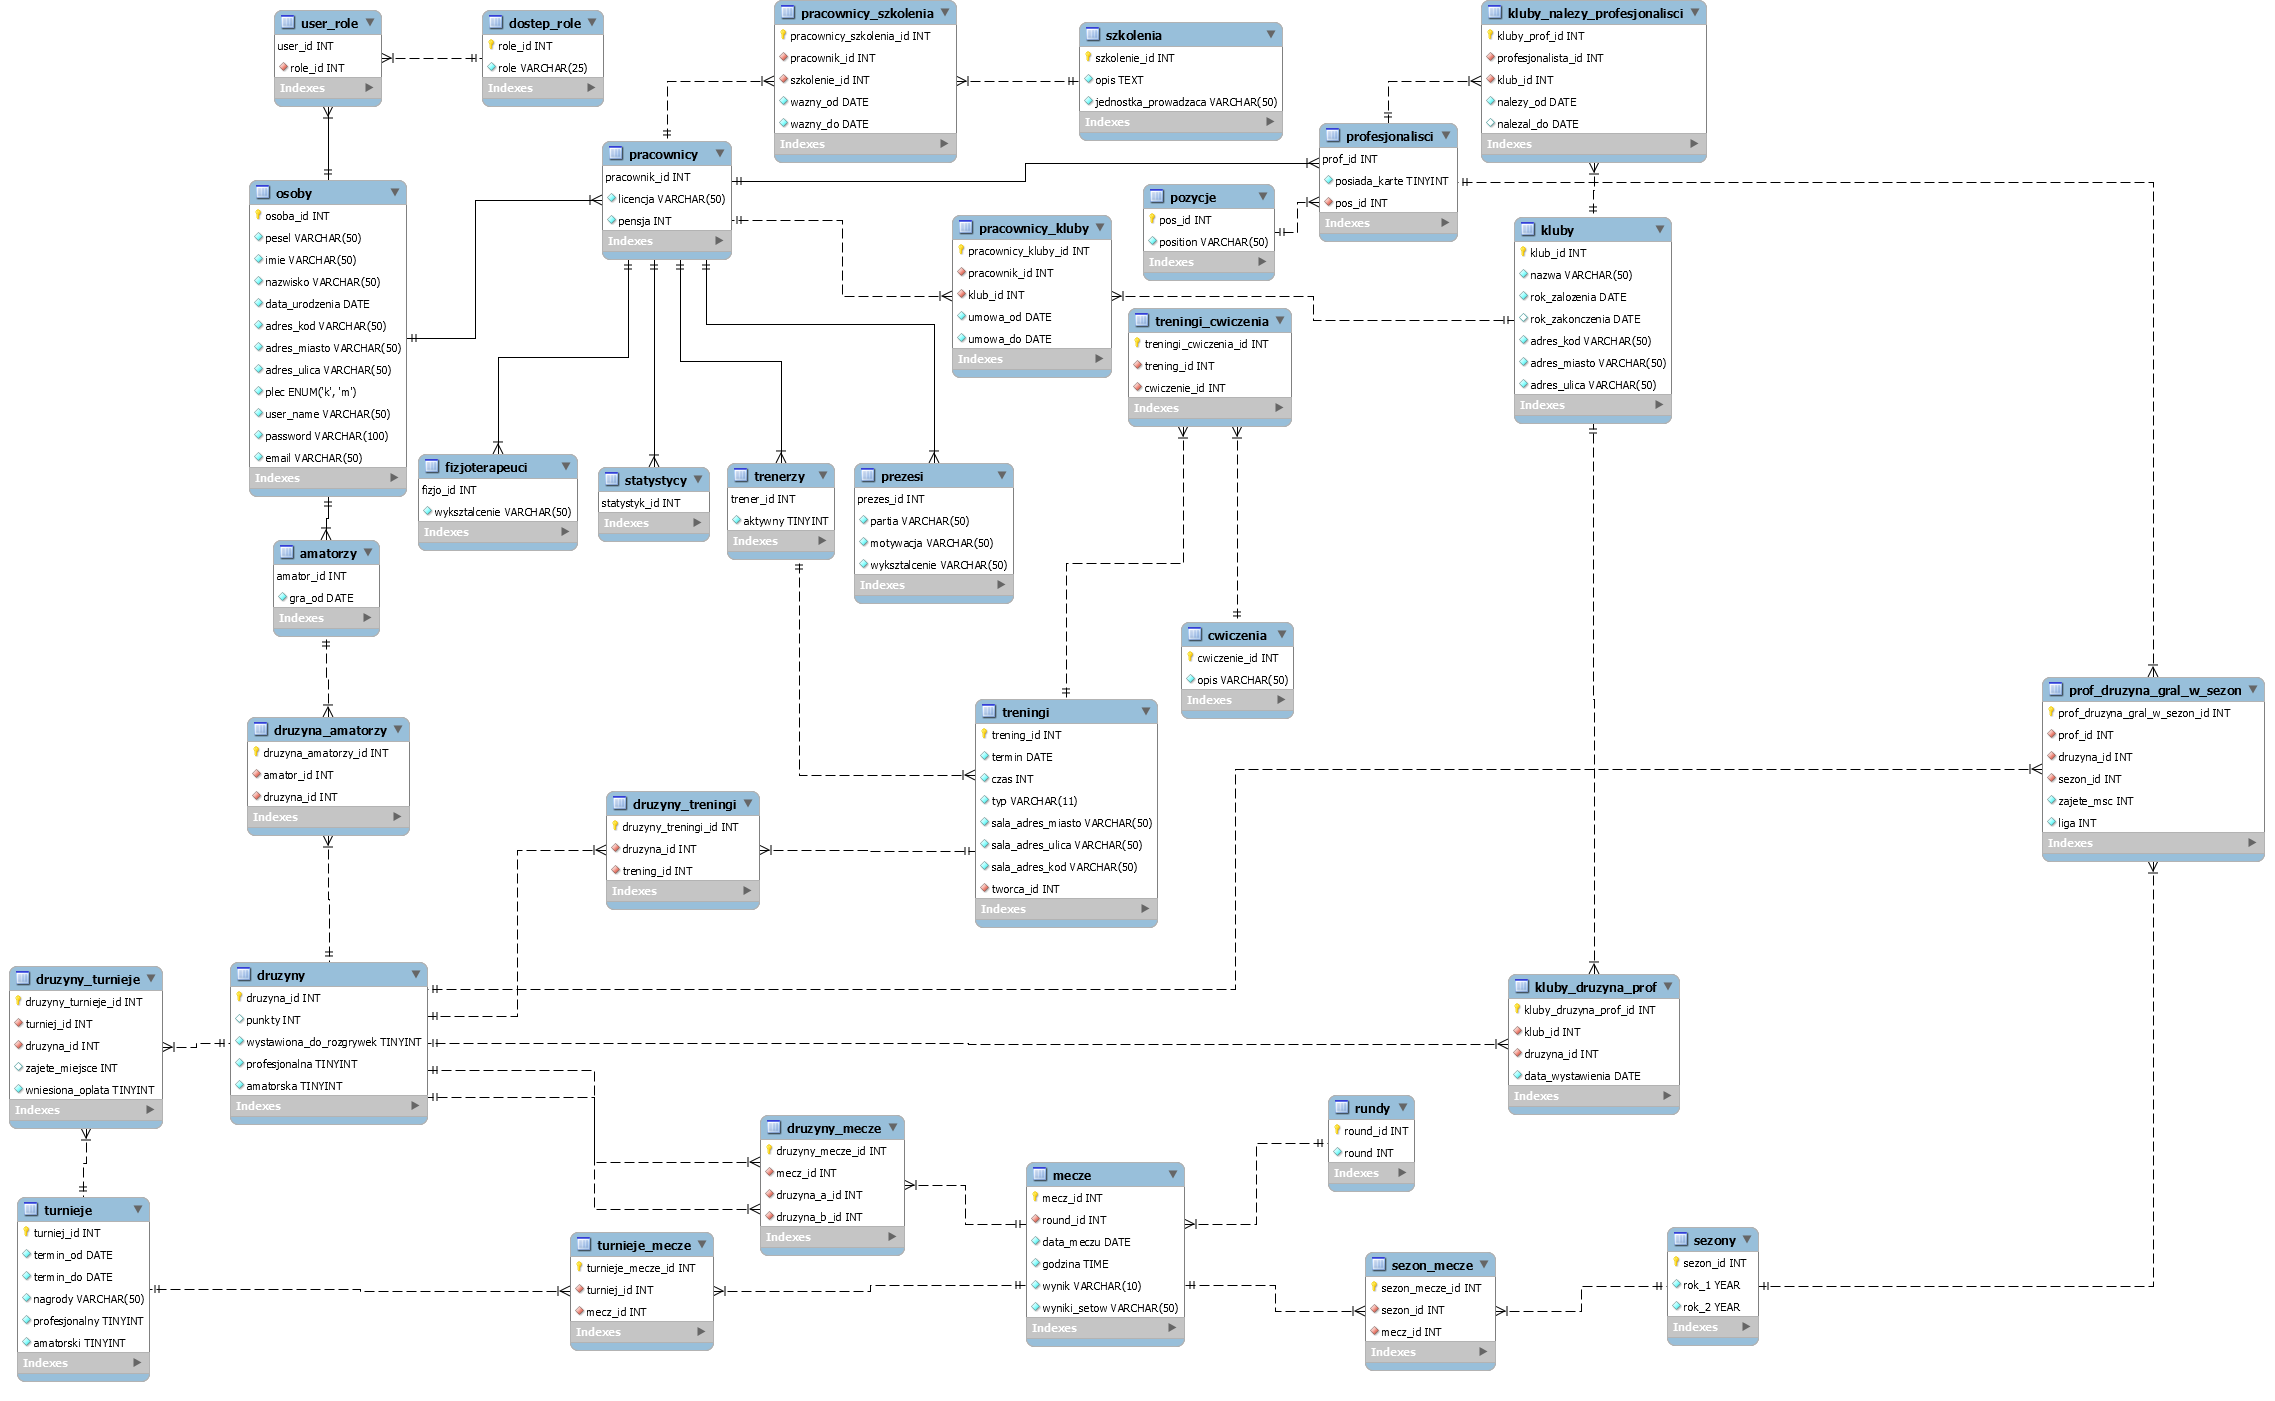 user_role
user_id INT
role_id INT
Indexes
dostep_role
role_id INT
role VARCHAR(25)
Indexes
pracownicy_szkolenia
pracownicy_szkolenia_id INT
pracownik_id INT
szkolenie_id INT
wazny_od DATE
wazny_do DATE
Indexes
szkolenia
szkolenie_id INT
opis TEXT
jednostka_prowadzaca VARCHAR(50)
Indexes
kluby_nalezy_profesjonalisci
kluby_prof_id INT
profesjonalista_id INT
klub_id INT
nalezy_od DATE
nalezal_do DATE
Indexes
profesjonalisci
prof_id INT
posiada_karte TINYINT
pos_id INT
Indexes
pracownicy
pracownik_id INT
licencja VARCHAR(50)
pensja INT
Indexes
osoby
osoba_id INT
pesel VARCHAR(50)
imie VARCHAR(50)
nazwisko VARCHAR(50)
data_urodzenia DATE
adres_kod VARCHAR(50)
adres_miasto VARCHAR(50)
adres_ulica VARCHAR(50)
plec ENUM('k', 'm')
user_name VARCHAR(50)
password VARCHAR(100)
email VARCHAR(50)
Indexes
pozycje
pos_id INT
position VARCHAR(50)
Indexes
pracownicy_kluby
pracownicy_kluby_id INT
pracownik_id INT
klub_id INT
umowa_od DATE
umowa_do DATE
Indexes
kluby
klub_id INT
nazwa VARCHAR(50)
rok_zalozenia DATE
rok_zakonczenia DATE
adres_kod VARCHAR(50)
adres_miasto VARCHAR(50)
adres_ulica VARCHAR(50)
Indexes
treningi_cwiczenia
treningi_cwiczenia_id INT
trening_id INT
cwiczenie_id INT
Indexes
fizjoterapeuci
fizjo_id INT
wyksztalcenie VARCHAR(50)
Indexes
statystycy
statystyk_id INT
Indexes
trenerzy
trener_id INT
aktywny TINYINT
Indexes
prezesi
prezes_id INT
partia VARCHAR(50)
motywacja VARCHAR(50)
wyksztalcenie VARCHAR(50)
Indexes
amatorzy
amator_id INT
gra_od DATE
Indexes
cwiczenia
cwiczenie_id INT
opis VARCHAR(50)
Indexes
prof_druzyna_gral_w_sezon
prof_druzyna_gral_w_sezon_id INT
prof_id INT
druzyna_id INT
sezon_id INT
zajete_msc INT
liga INT
Indexes
treningi
trening_id INT
termin DATE
czas INT
typ VARCHAR(11)
sala_adres_miasto VARCHAR(50)
sala_adres_ulica VARCHAR(50)
sala_adres_kod VARCHAR(50)
tworca_id INT
Indexes
druzyna_amatorzy
druzyna_amatorzy_id INT
amator_id INT
druzyna_id INT
Indexes
druzyny_treningi
druzyny_treningi_id INT
druzyna_id INT
trening_id INT
Indexes
druzyny_turnieje
druzyny_turnieje_id INT
turniej_id INT
druzyna_id INT
zajete_miejsce INT
wniesiona_oplata TINYINT
Indexes
druzyny
druzyna_id INT
punkty INT
wystawiona_do_rozgrywek TINYINT
profesjonalna TINYINT
amatorska TINYINT
Indexes
kluby_druzyna_prof
kluby_druzyna_prof_id INT
klub_id INT
druzyna_id INT
data_wystawienia DATE
Indexes
rundy
round_id INT
round INT
Indexes
druzyny_mecze
druzyny_mecze_id INT
mecz_id INT
druzyna_a_id INT
druzyna_b_id INT
Indexes
mecze
mecz_id INT
round_id INT
data_meczu DATE
godzina TIME
wynik VARCHAR(10)
wyniki_setow VARCHAR(50)
Indexes
turnieje
turniej_id INT
termin_od DATE
termin_do DATE
nagrody VARCHAR(50)
profesjonalny TINYINT
amatorski TINYINT
Indexes
turnieje_mecze
turnieje_mecze_id INT
turniej_id INT
mecz_id INT
Indexes
sezon_mecze
sezon_mecze_id INT
sezon_id INT
mecz_id INT
Indexes
sezony
sezon_id INT
rok_1 YEAR
rok_2 YEAR
Indexes